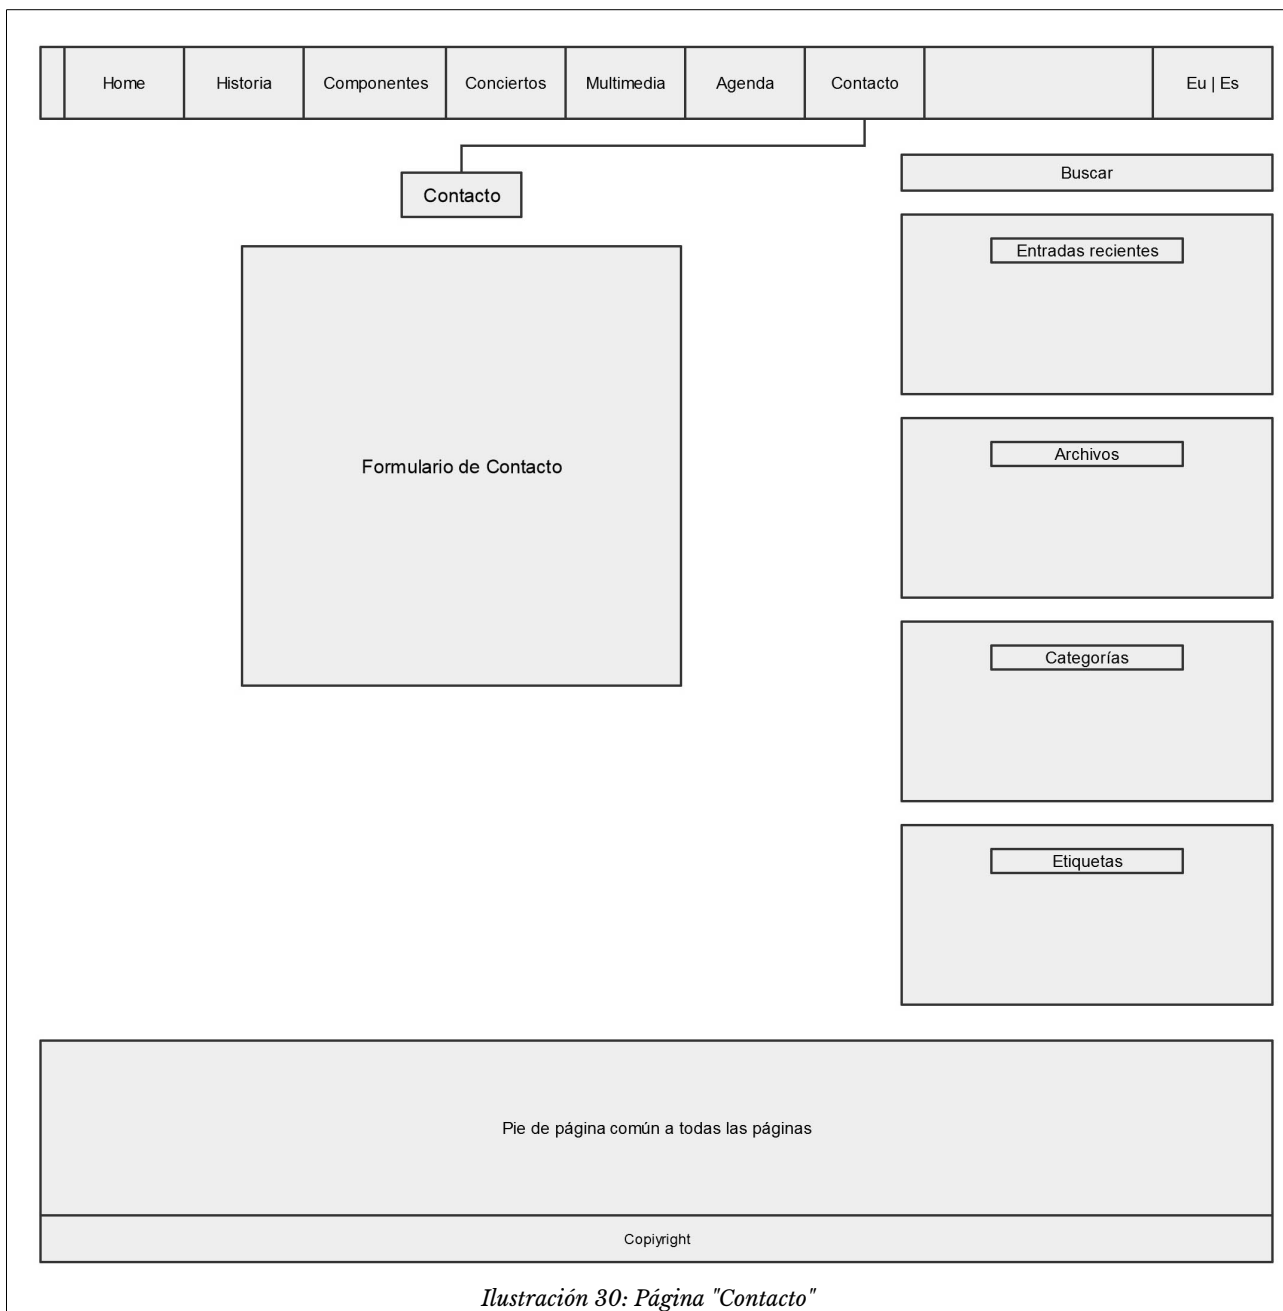 Home Historia Componentes Conciertos Multimedia Agenda Contacto Eu | Es
Contacto
Formulario de Contacto
Buscar
Entradas recientes
Archivos
Categorías
Etiquetas
Pie de página común a todas las páginas
Copiyright
Ilustración 30: Página "Contacto"